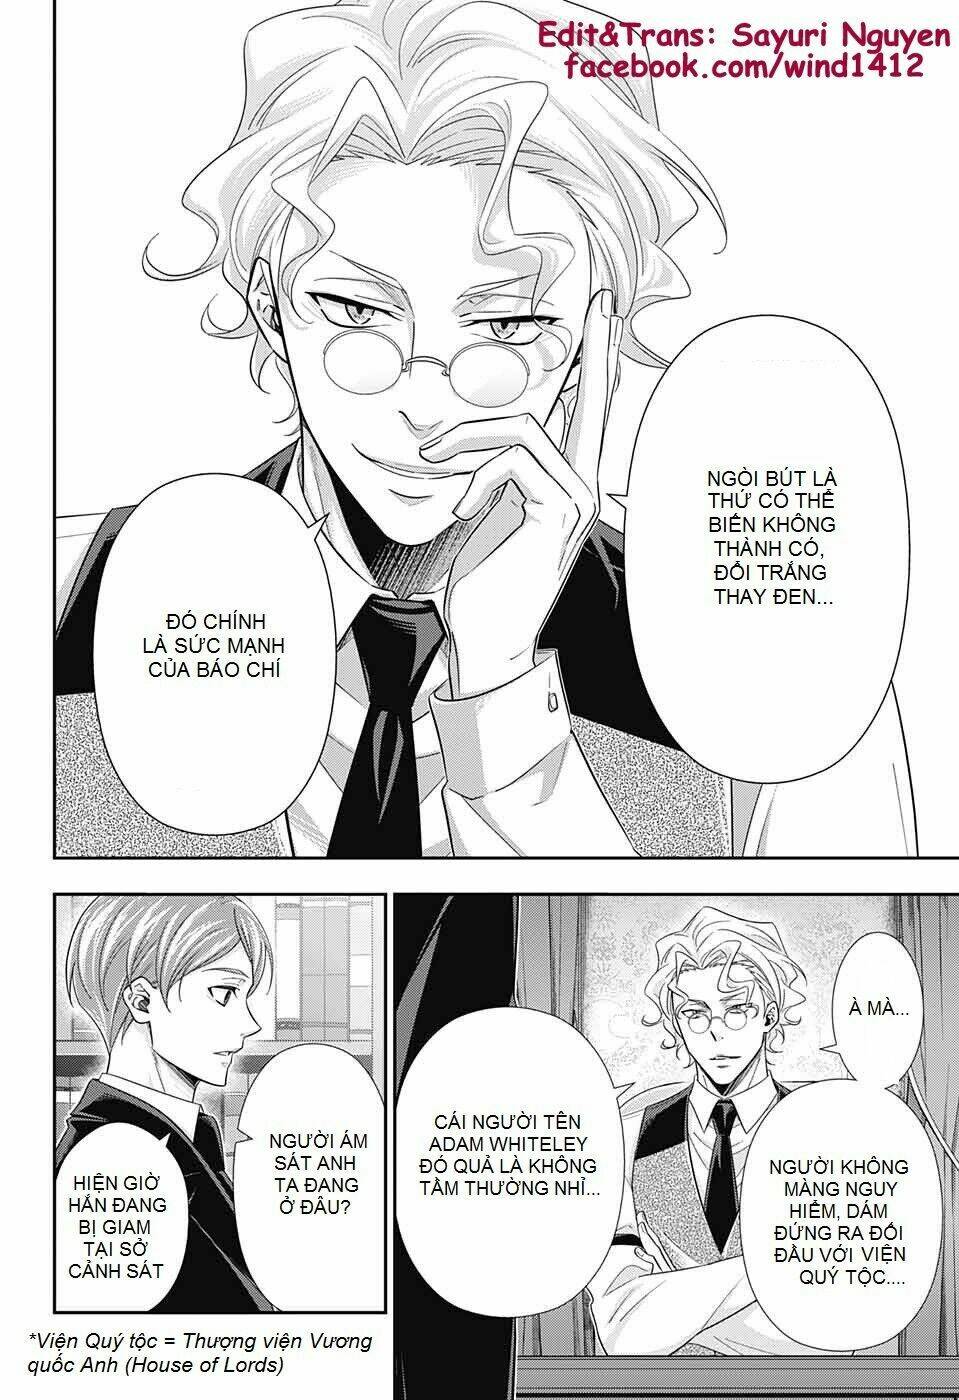 Edit&Trans: Sayuri Nguyen
facebook.com/wind1412
NGÒI BÚT LÀ
THỨ CÓ THỂ
BIẾN KHÔNG
THÀNH CÓ,
ĐỔI TRẮNG
THAY ĐEN...
ĐÓ CHÍNH
LÀ SỨC MẠNH
CỦA BÁO CHÍ
À MÀ...
NGƯỜI KHÔNG
MÀNG NGUY
HIỂM, DÁM
ĐỨNG RA ĐỐI
ĐẦU VỚI VIỆN
QUÝ TỘC....
CÁI NGƯỜI TÊN
ADAM WHITELEY
ĐÓ QUẢ LÀ KHÔNG
TẦM THƯỜNG NHỈ...
NGƯỜI ÁM
SÁT ANH
TA ĐANG
Ở ĐÂU?
HIỆN GIỜ
HẮN ĐANG
BỊ GIAM
TẠI SỞ
CẢNH SÁT
*Viện Quý tộc = Thượng viện Vương
quốc Anh (House of Lords)